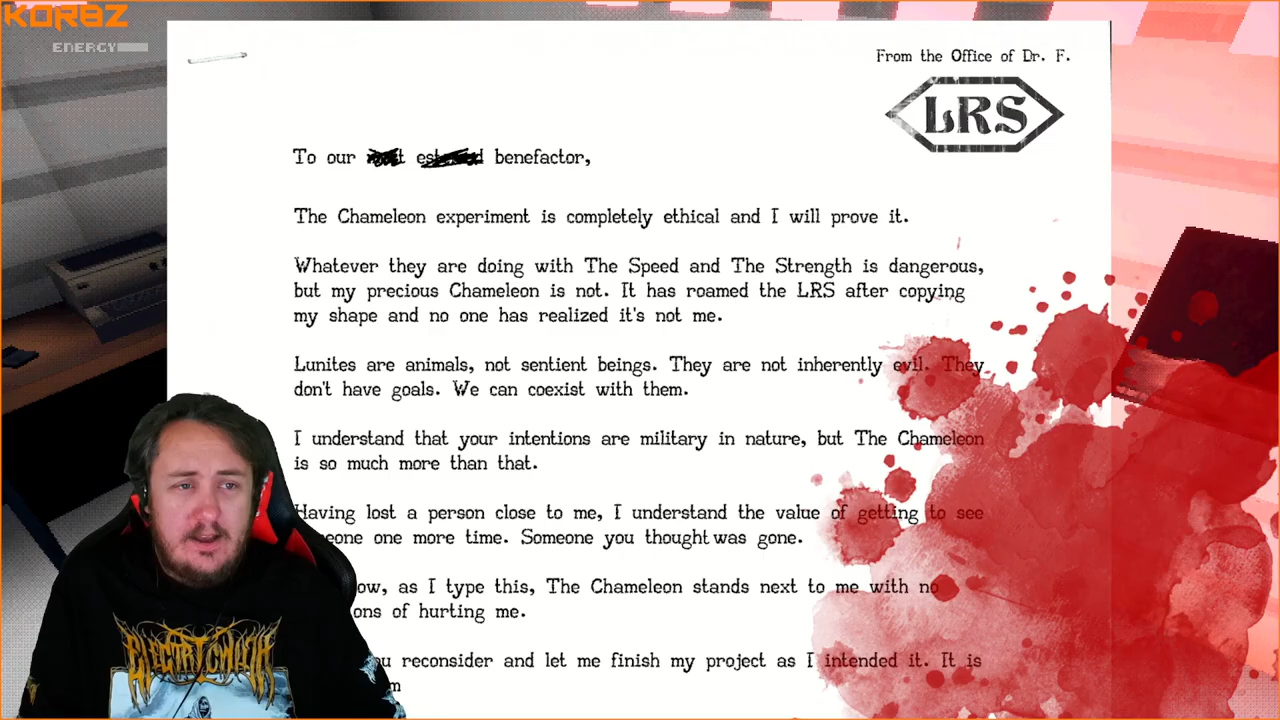 KORBZ
ENERGY
From the Office of Dr. F.
LRS
To our benefactor,
The Chameleon experiment is completely ethical and I will prove it.
Whatever they are doing with The Speed and The Strength is dangerous,
but my precious Chameleon is not. It has roamed the LRS after copying
my shape and no one has realized it's not me.
Lunites are animals, not sentient beings. They are not inherently evil. They
don't have goals. We can coexist with them.
I understand that your intentions are military in nature, but The Chameleon
is so much more than that.
Having lost a person close to me, I understand the value of getting to see
one more time. Someone you thought was gone.
as I type this, The Chameleon stands next to me with no
of hurting me.
reconsider and let me finish my project as I intended it. It is